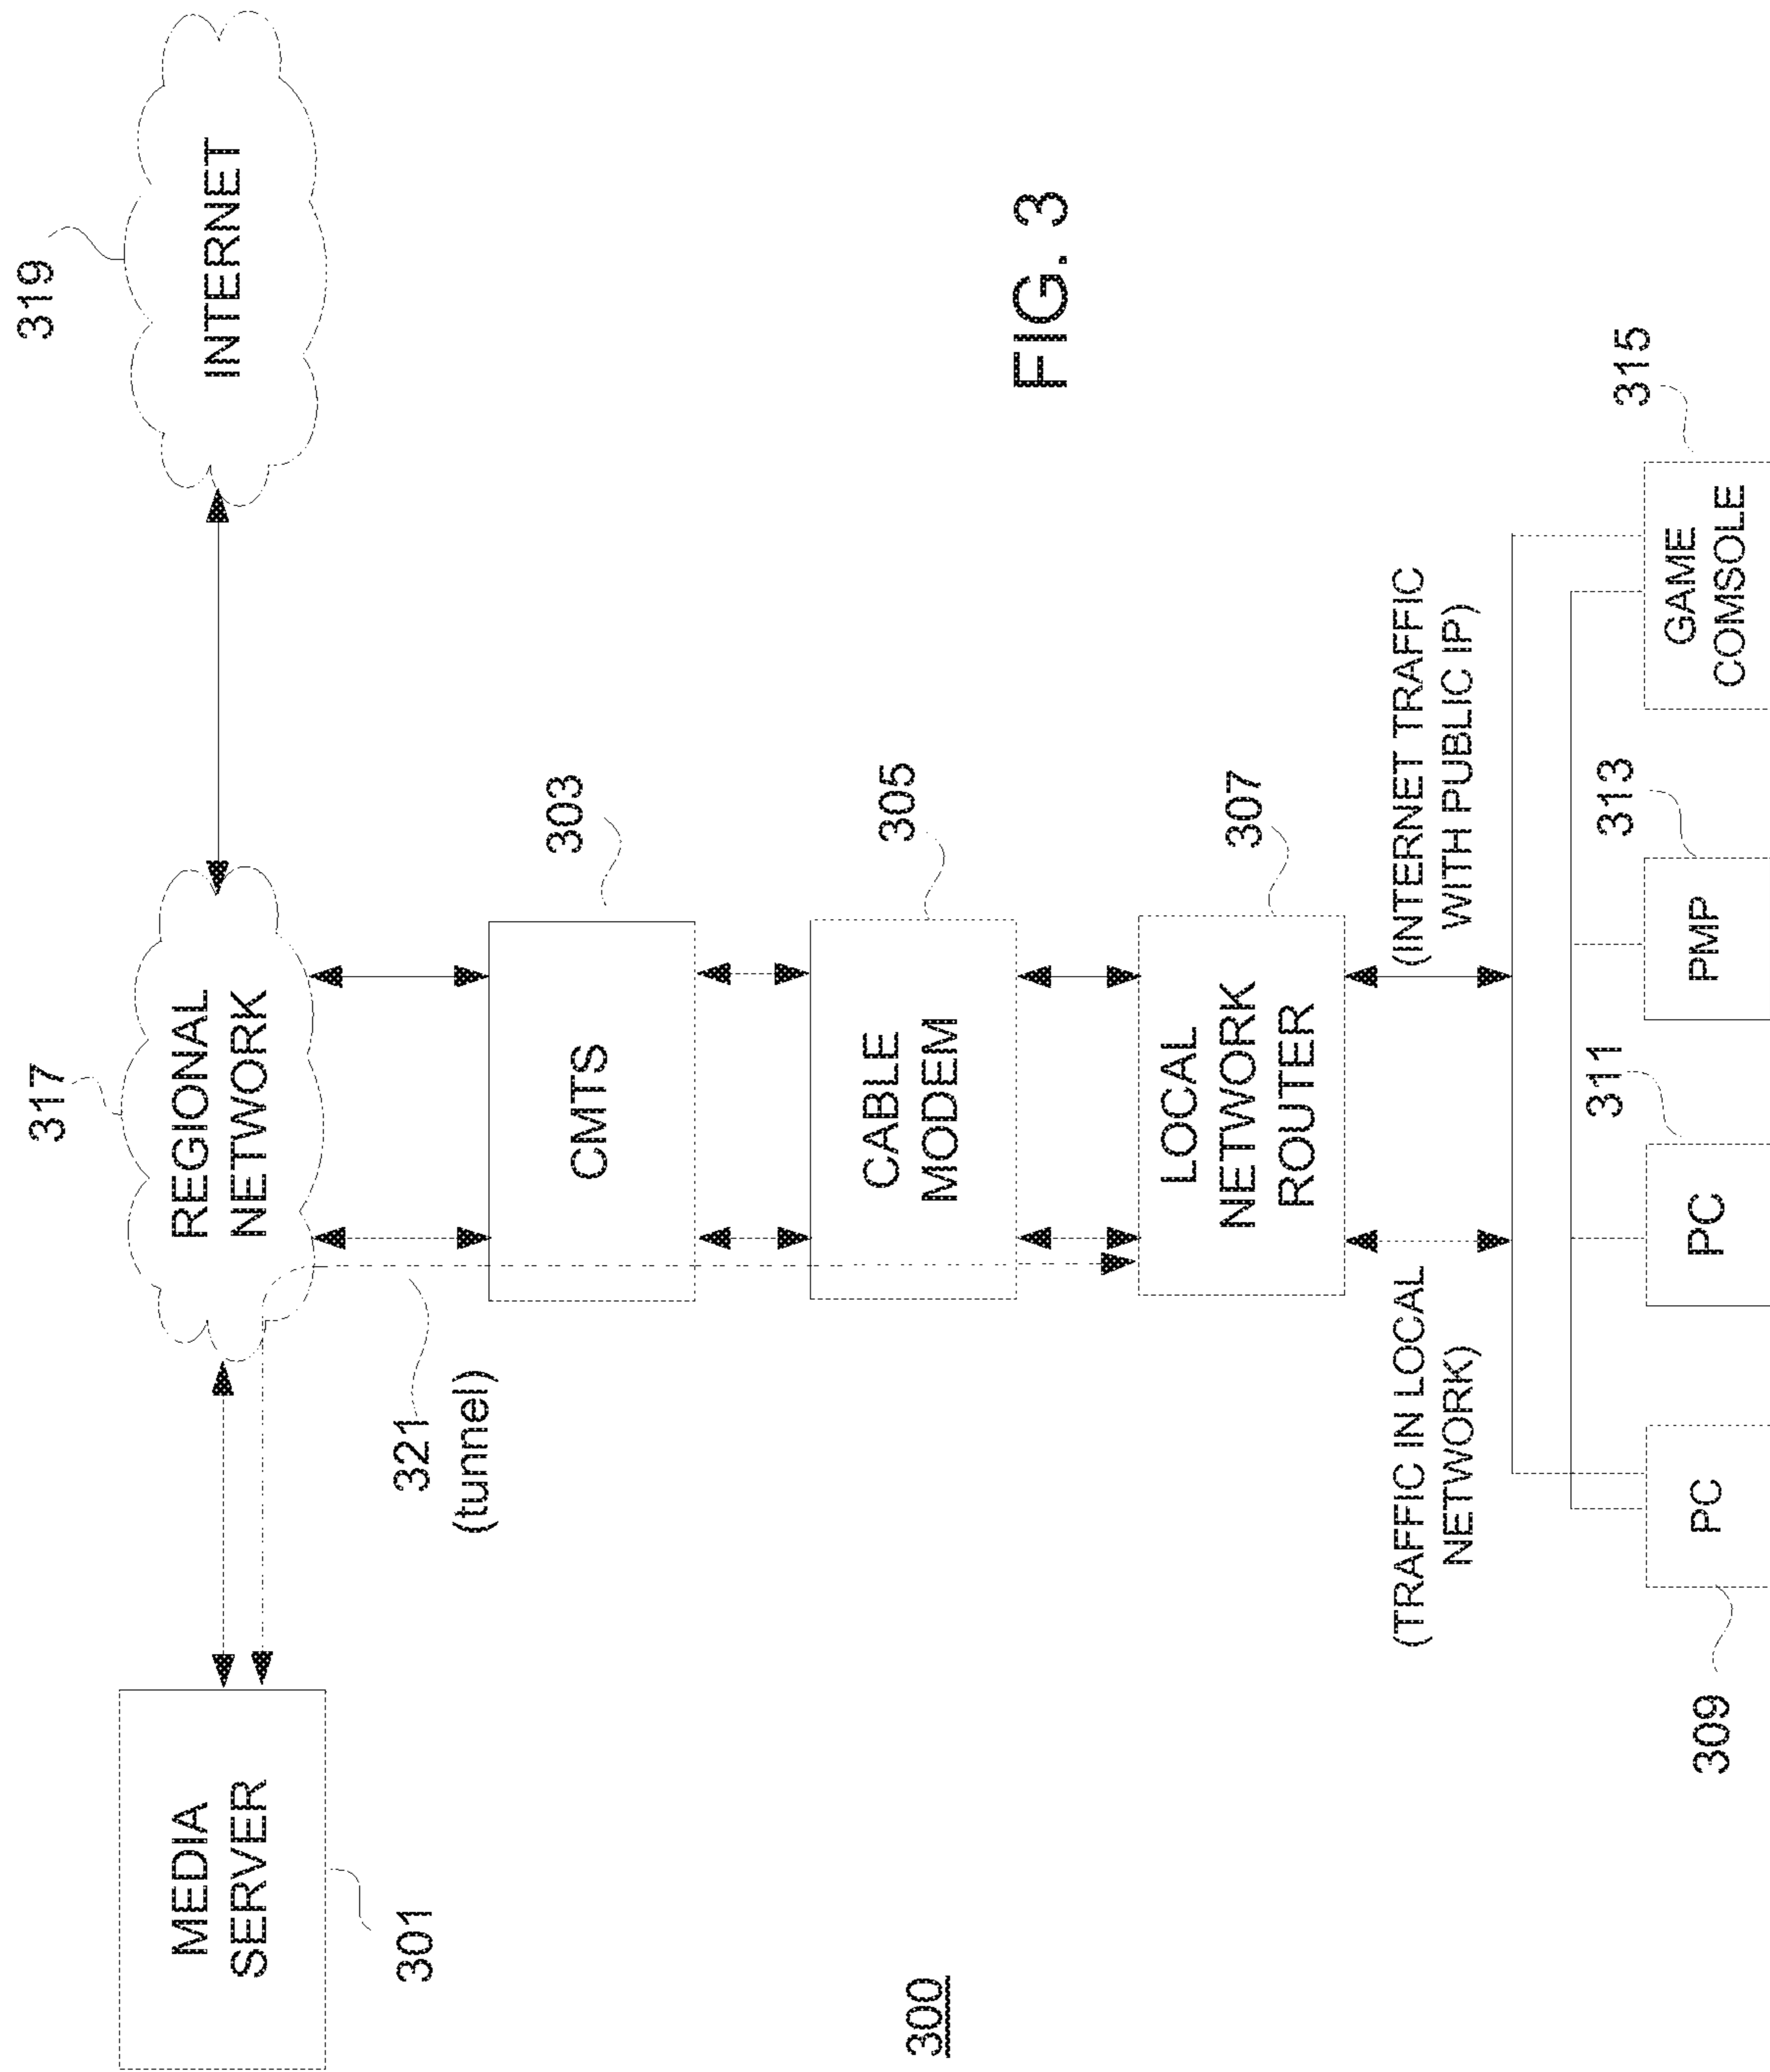 317
319
REGIONAL
NETWORK
INTERNET
MEDIA
SERVER
301
321
(tunnel)
303
CMTS
305
CABLE
MODEM
FIG. 3
300
307
LOCAL
NETWORK
ROUTER
(TRAFFIC IN LOCAL
NETWORK)
(INTERNET TRAFFIC
WITH PUBLIC IP)
309
PC
311
PC
313
PMP
315
GAME
COMSOLE